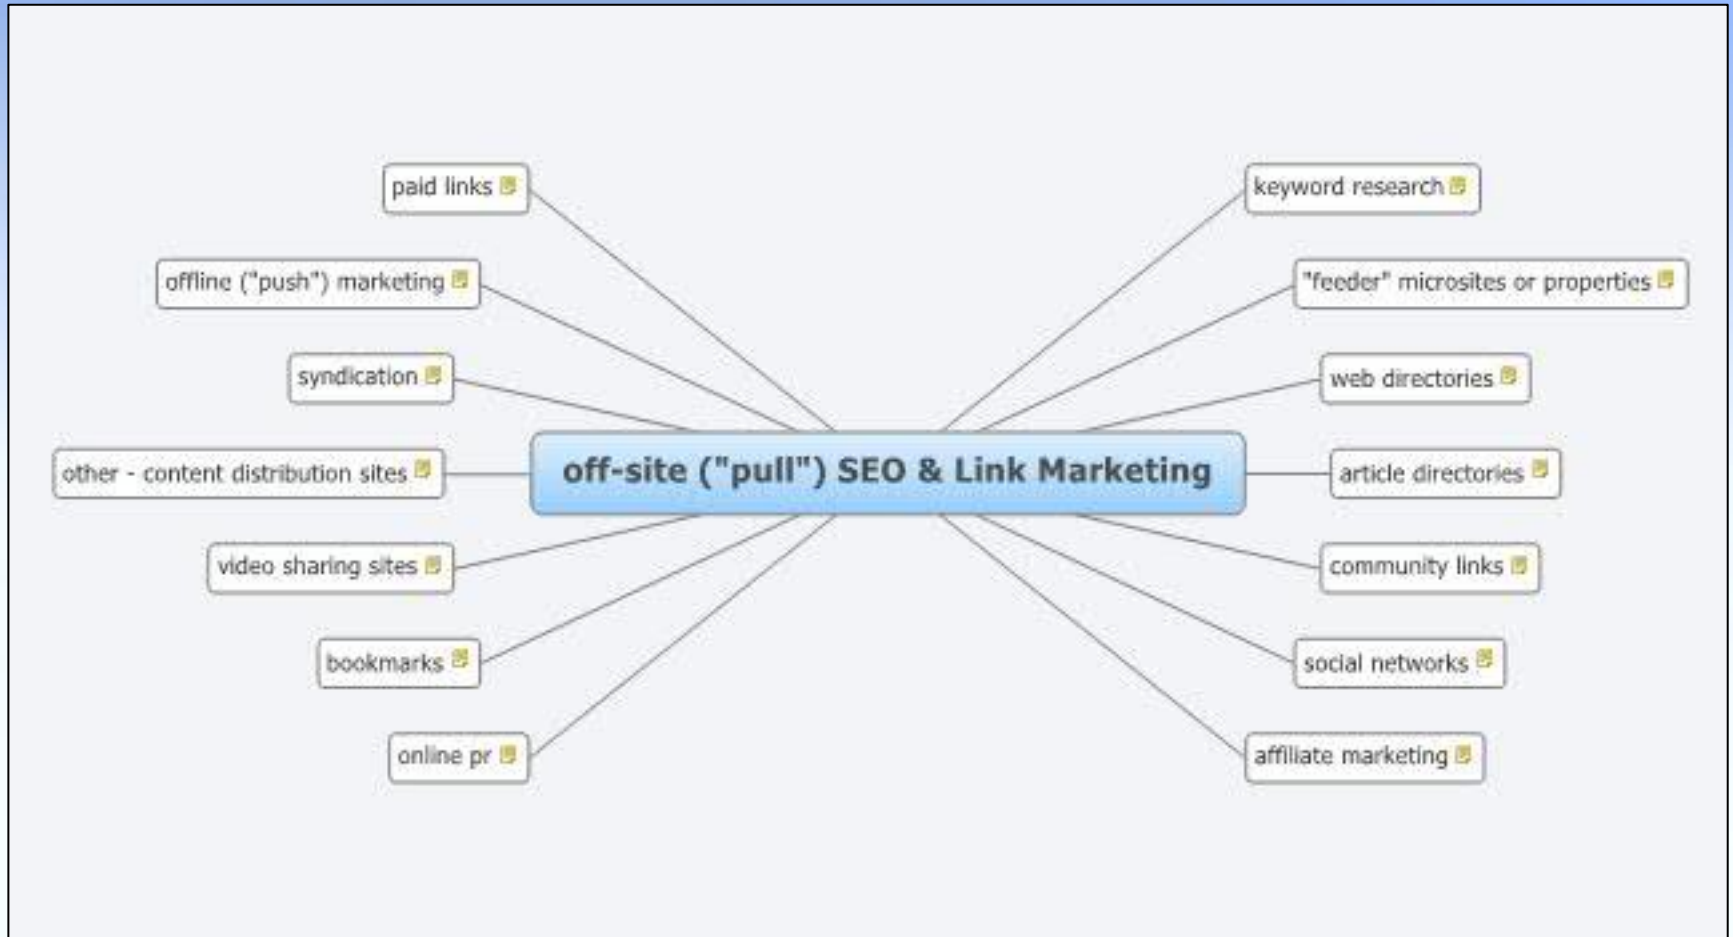 paid links
keyword research
offline ("push") marketing
"feeder" microsites or properties
syndication
web directories
off-site ("pull") SEO & Link Marketing
other - content distribution sites
article directories
video sharing sites
community links
bookmarks
social networks
online pr
affiliate marketing